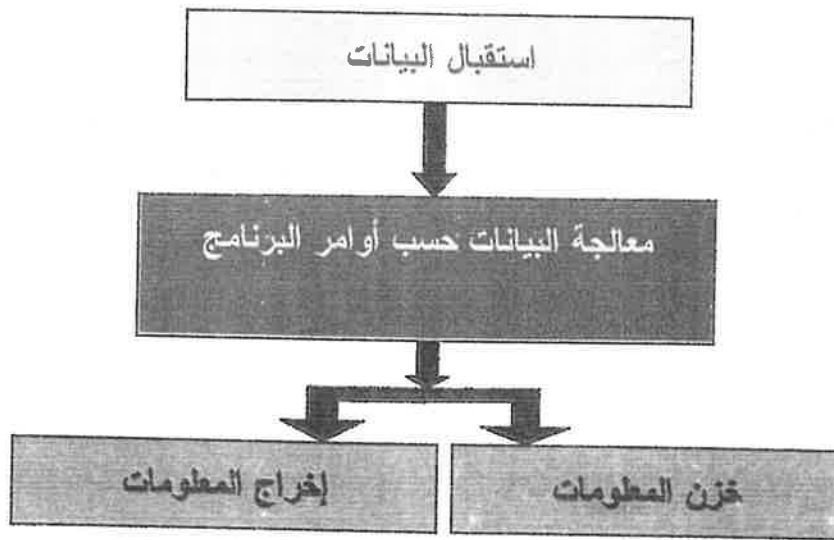 استقبال البيانات
معالجة البيانات حسب أوامر البرنامج
خزن المعلومات
إخراج المعلومات